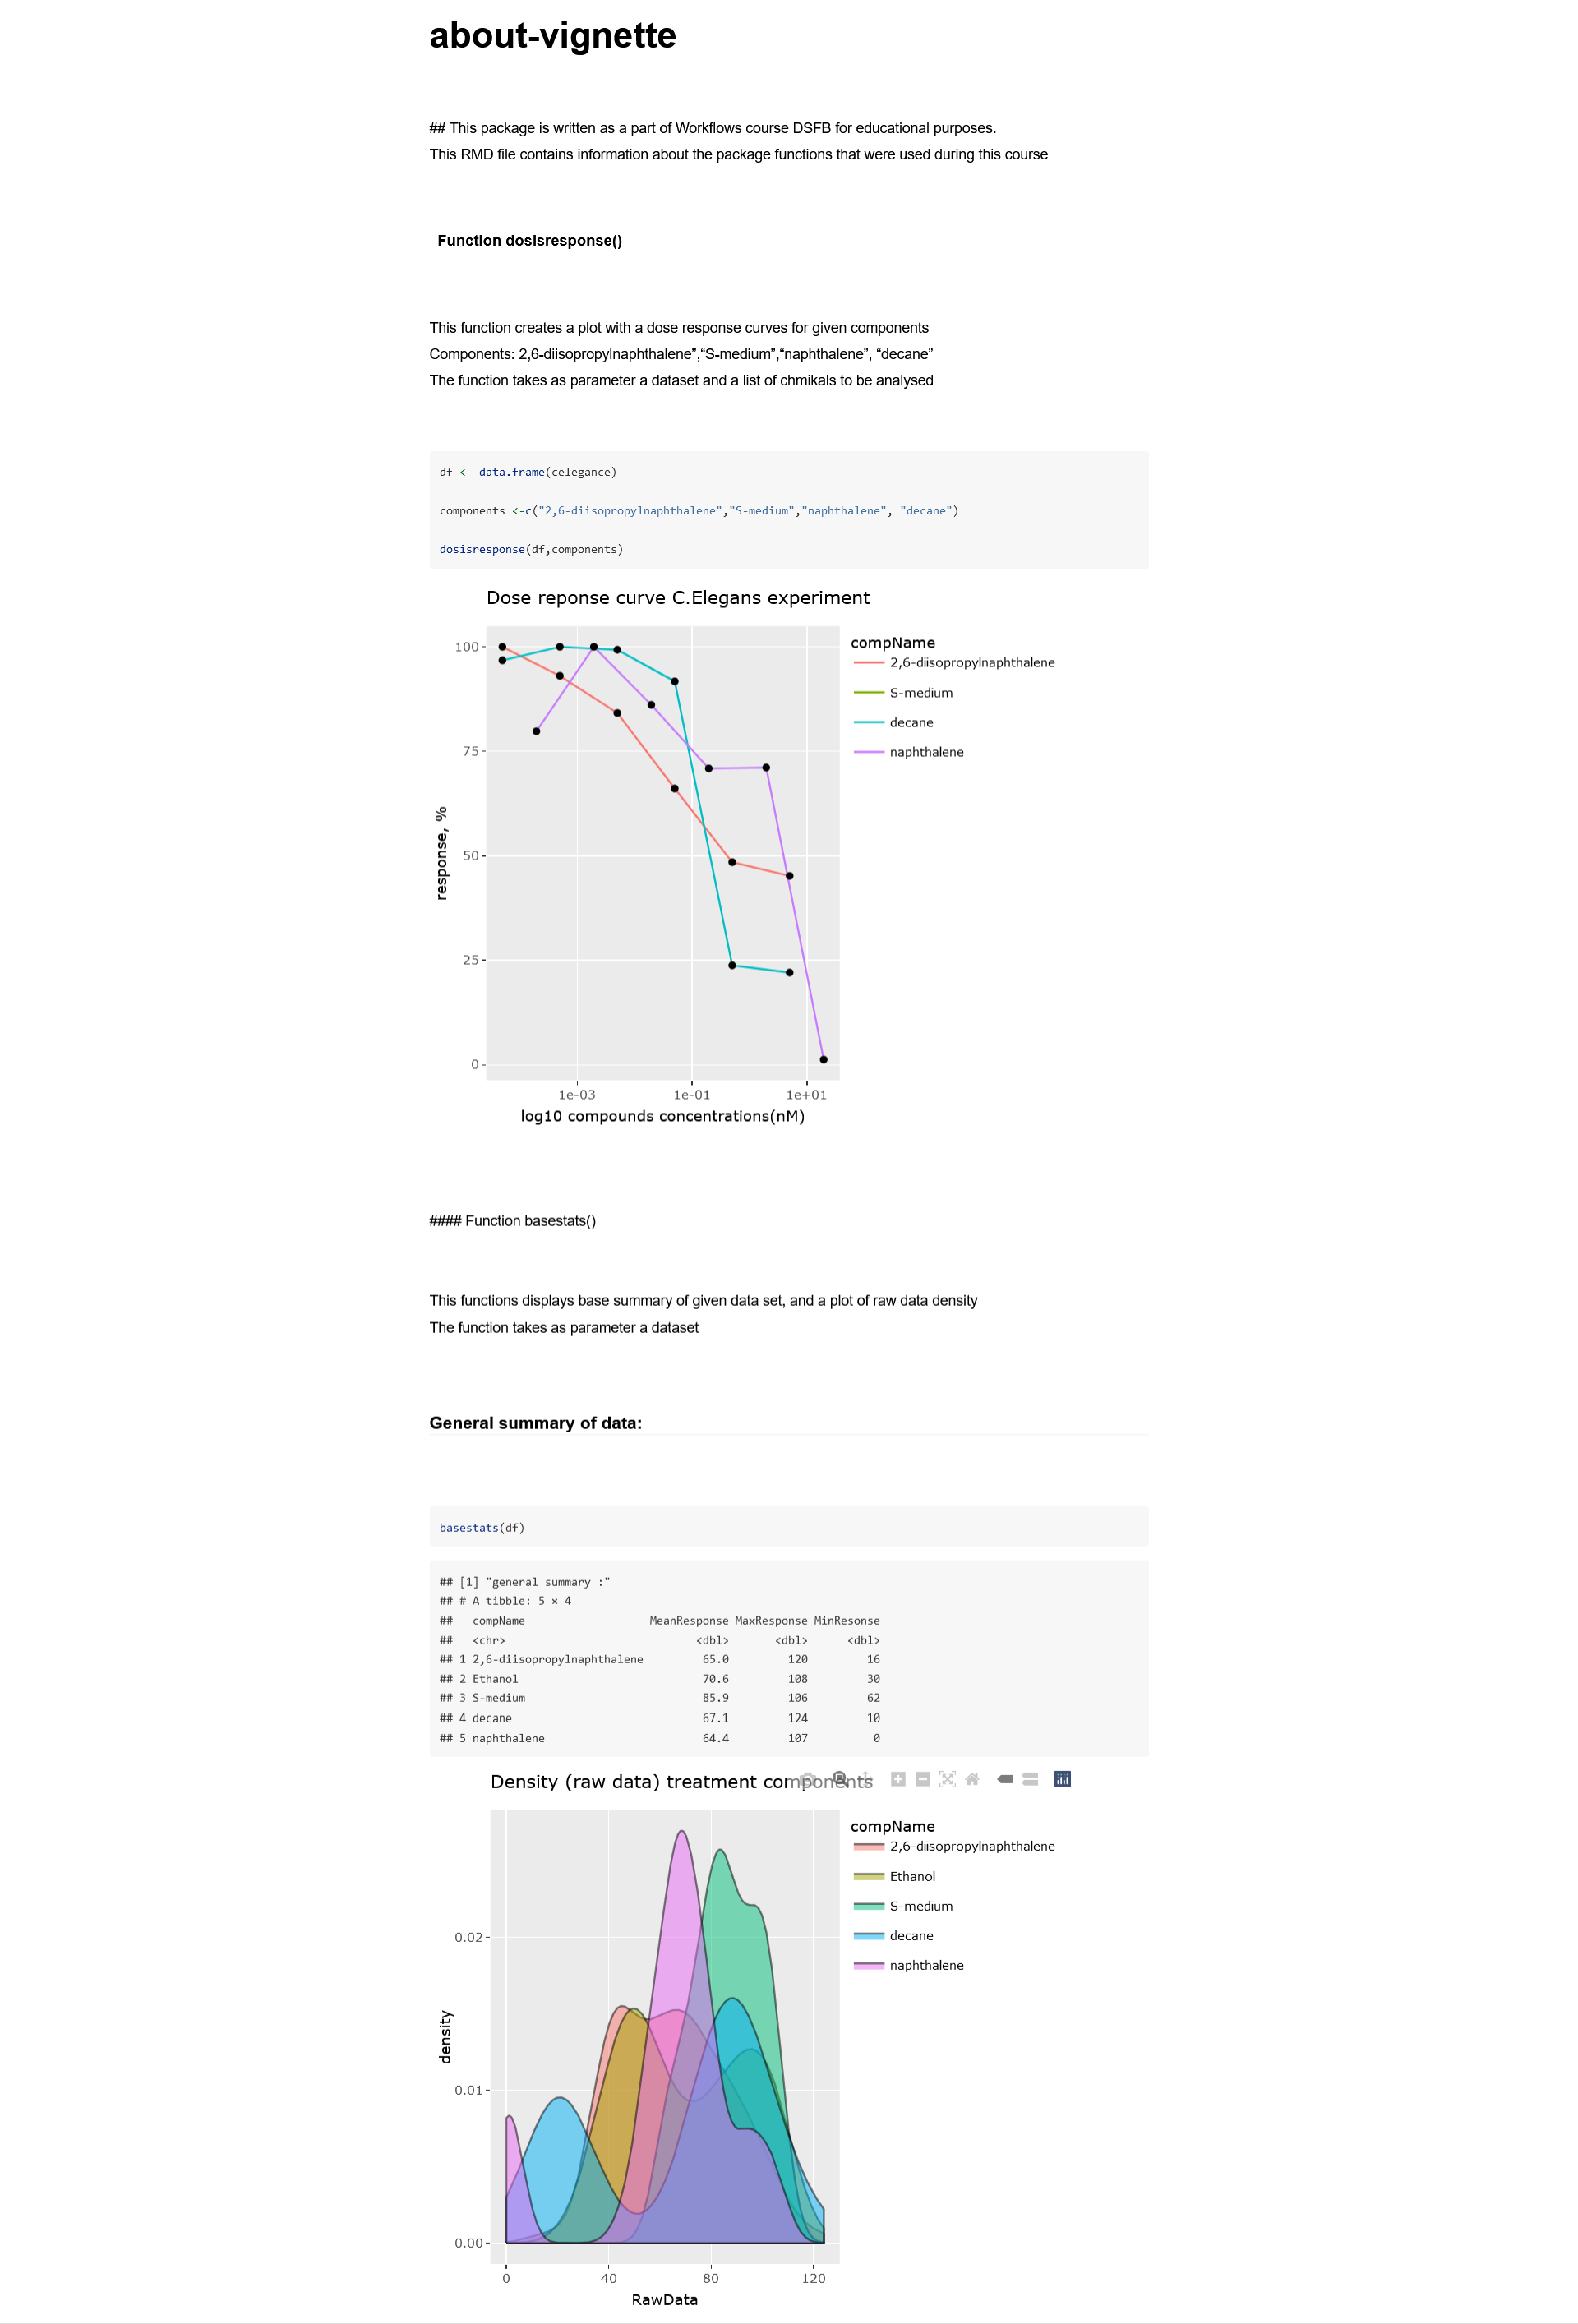 about-vignette
## This package is written as a part of Workflows course DSFB for educational purposes.
This RMD file contains information about the package functions that were used during this course
Function dosisresponse()
This function creates a plot with a dose response curves for given components
Components: 2,6-diisopropylnaphthalene”,“S-medium”,“naphthalene”, “decane”
The function takes as parameter a dataset and a list of chmikals to be analysed
df <- data.frame(celegance)
components <-c("2,6-diisopropylnaphthalene","S-medium","naphthalene", "decane")
dosisresponse(df,components)
Dose reponse curve C.Elegans experiment
compName
2,6-diisopropylnaphthalene
S-medium
decane
naphthalene
100
75
50
25
0
response, %
1e-03 1e-01 1e+01
log10 compounds concentrations(nM)
#### Function basestats()
This functions displays base summary of given data set, and a plot of raw data density
The function takes as parameter a dataset
General summary of data:
basestats(df)
## [1] "general summary :"
## # A tibble: 5 × 4
##   compName                   MeanResponse MaxResponse MinResonse
##   <chr>                             <dbl>       <dbl>      <dbl>
## 1 2,6-diisopropylnaphthalene         65.0         120         16
## 2 Ethanol                            70.6         108         30
## 3 S-medium                           85.9         106         62
## 4 decane                             67.1         124         10
## 5 naphthalene                        64.4         107          0
Density (raw data) treatment components
compName
2,6-diisopropylnaphthalene
Ethanol
S-medium
decane
naphthalene
0.02
0.01
0.00
density
0 40 80 120
RawData